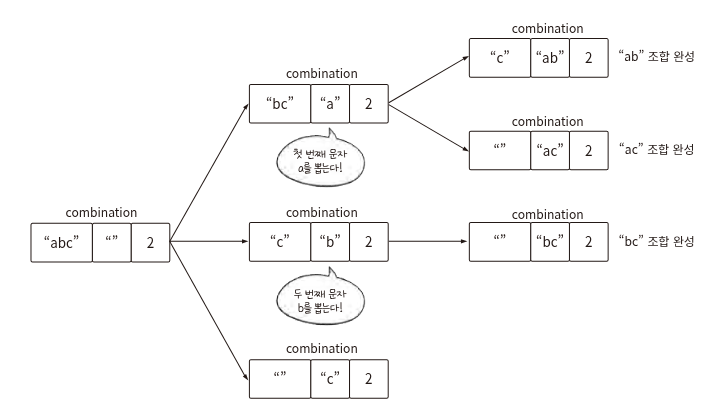 combination
“abc” “” 2
combination
“bc” “a” 2
첫 번째 문자
a를 뽑는다!
combination
“c” “ab” 2 “ab” 조합 완성
combination
“” “ac” 2 “ac” 조합 완성
combination
“c” “b” 2
두 번째 문자
b를 뽑는다!
combination
“” “bc” 2 “bc” 조합 완성
combination
“” “c” 2